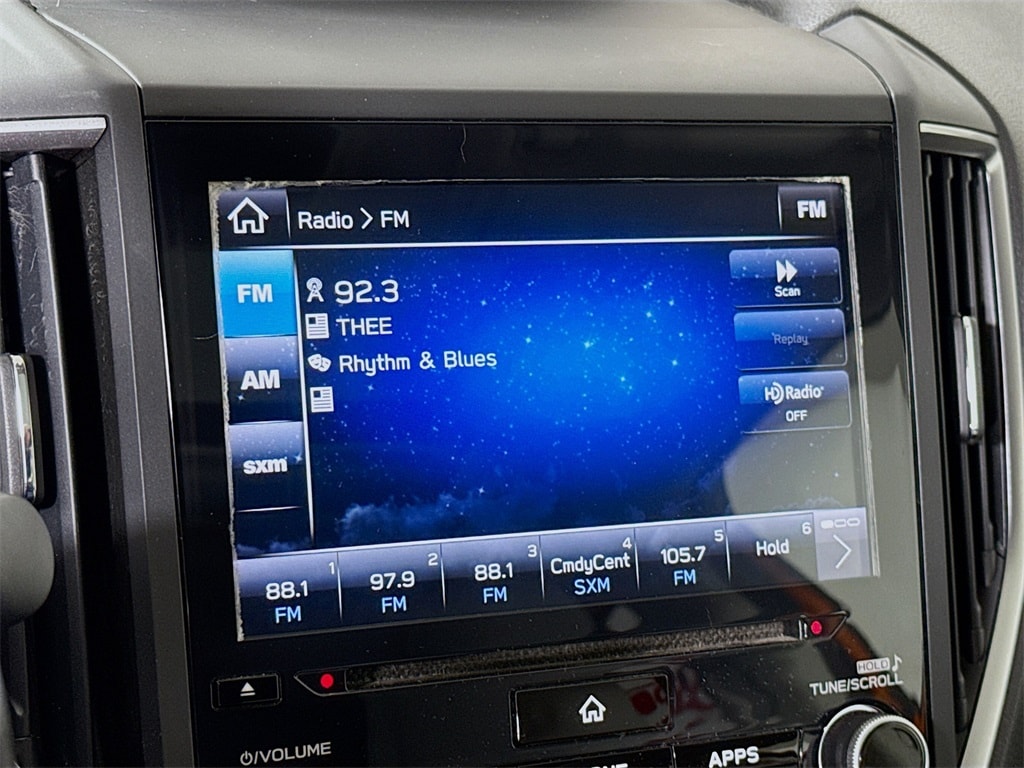 Radio > FM
FM
FM
AM
sxm
92.3
THEE
Rhythm & Blues
Scan
Replay
HD Radio
OFF
1
88.1
FM
2
97.9
FM
3
88.1
FM
4
CmdyCent
SXM
5
105.7
FM
6
Hold
HOLD
TUNE/SCROLL
/VOLUME
APPS